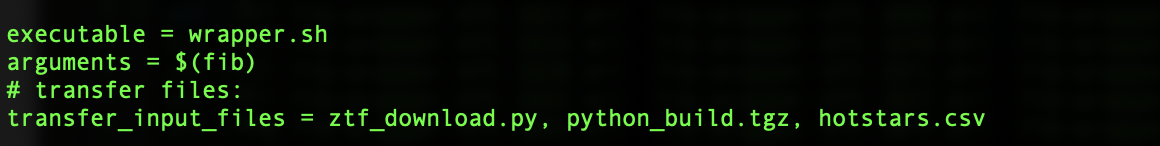 executable = wrapper.sh
arguments = $(fib)
# transfer files:
transfer_input_files = ztf_download.py, python_build.tgz, hotstars.csv